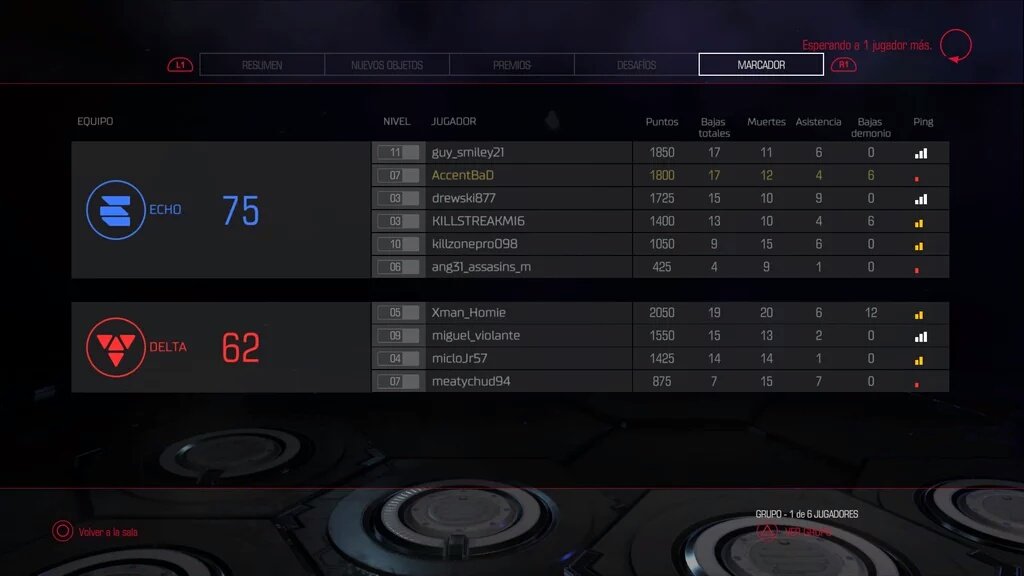 Esperando a 1 jugador más.
L1 RESUMEN NUEVOS OBJETOS PREMIOS DESAFÍOS MARCADOR R1
EQUIPO NIVEL JUGADOR Puntos Bajas totales Muertes Asistencia Bajas demonio Ping
ECHO 75
11 guy_smiley21 1850 17 11 6 0
07 AccentBaD 1800 17 12 4 6
03 drewski877 1725 15 10 9 0
03 KILLSTREAKMI6 1400 13 10 4 6
10 killzonepro098 1050 9 15 6 0
06 ang31_assasins_m 425 4 9 1 0
DELTA 62
05 Xman_Homie 2050 19 20 6 12
09 miguel_violante 1550 15 13 2 0
04 micloJr57 1425 14 14 1 0
07 meatychud94 875 7 15 7 0
GRUPO - 1 de 6 JUGADORES
Volver a la sala VER GRUPO